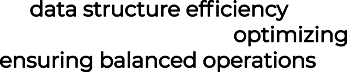 data structure efficiency
optimizing
ensuring balanced operations